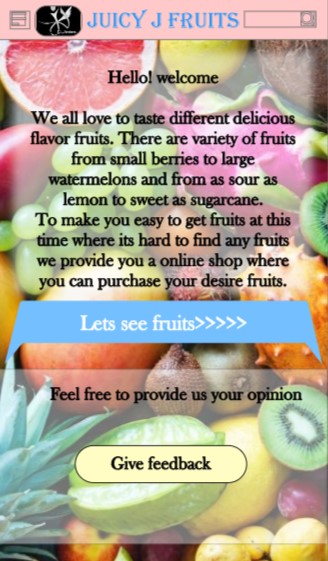 JUICY J FRUITS
Hello! welcome
We all love to taste different delicious
flavor fruits. There are variety of fruits
from small berries to large
watermelons and from as sour as
lemon to sweet as sugarcane.
To make you easy to get fruits at this
time where its hard to find any fruits
we provide you a online shop where
you can purchase your desire fruits.
Lets see fruits>>>>>
Feel free to provide us your opinion
Give feedback